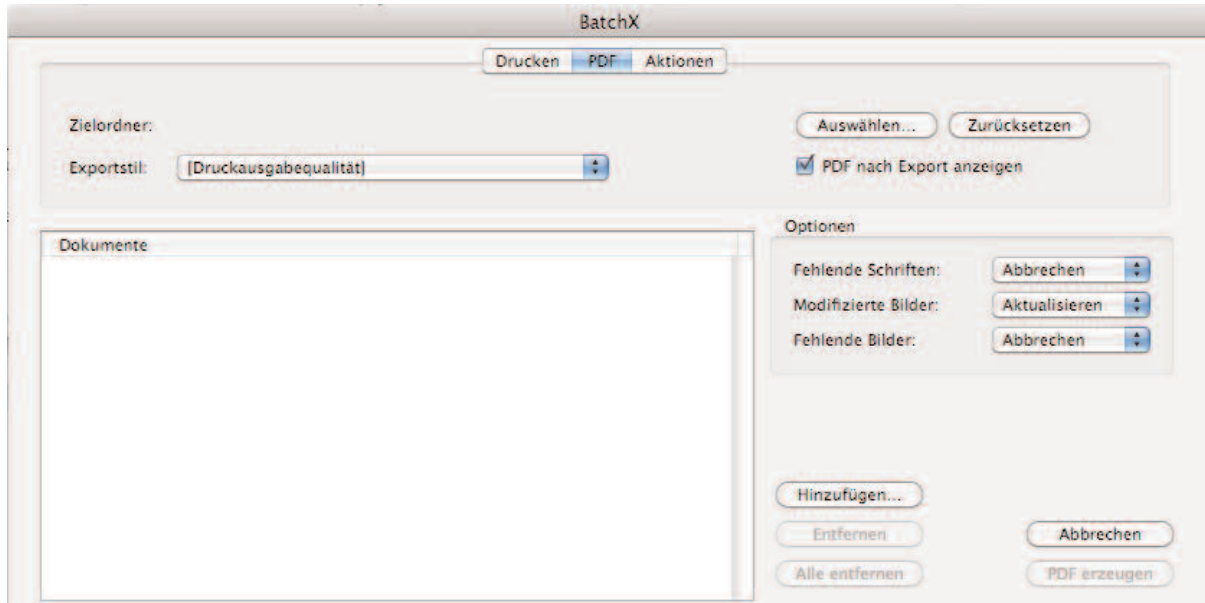 BatchX
Drucken PDF Aktionen
Zielordner: Auswählen... Zurücksetzen
Exportstil: [Druckausgabequalität] PDF nach Export anzeigen
Optionen
Dokumente
Fehlende Schriften: Abbrechen
Modifizierte Bilder: Aktualisieren
Fehlende Bilder: Abbrechen
Hinzufügen...
Entfernen Abbrechen
Alle entfernen PDF erzeugen